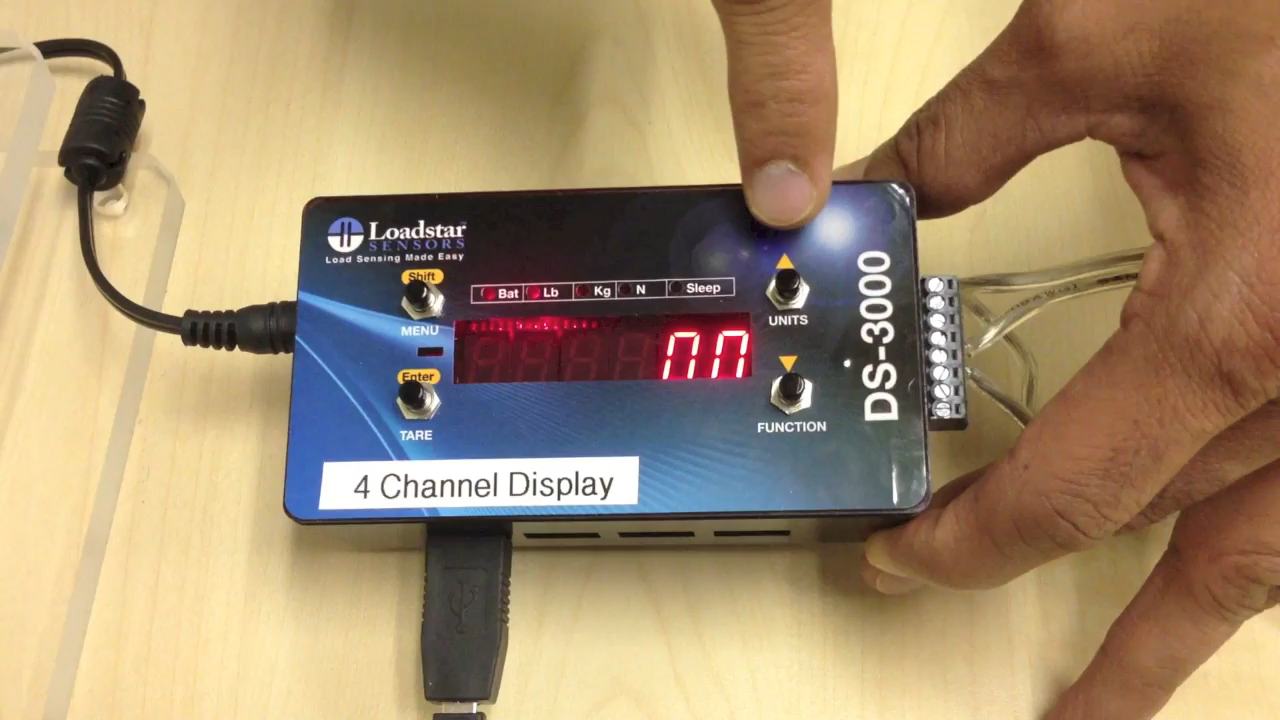 Loadstar
SENSORS
Load Sensing Made Easy
Shift
MENU
Bat Lb Kg N Sleep
UNITS
Enter
TARE
FUNCTION
DS-3000
4 Channel Display